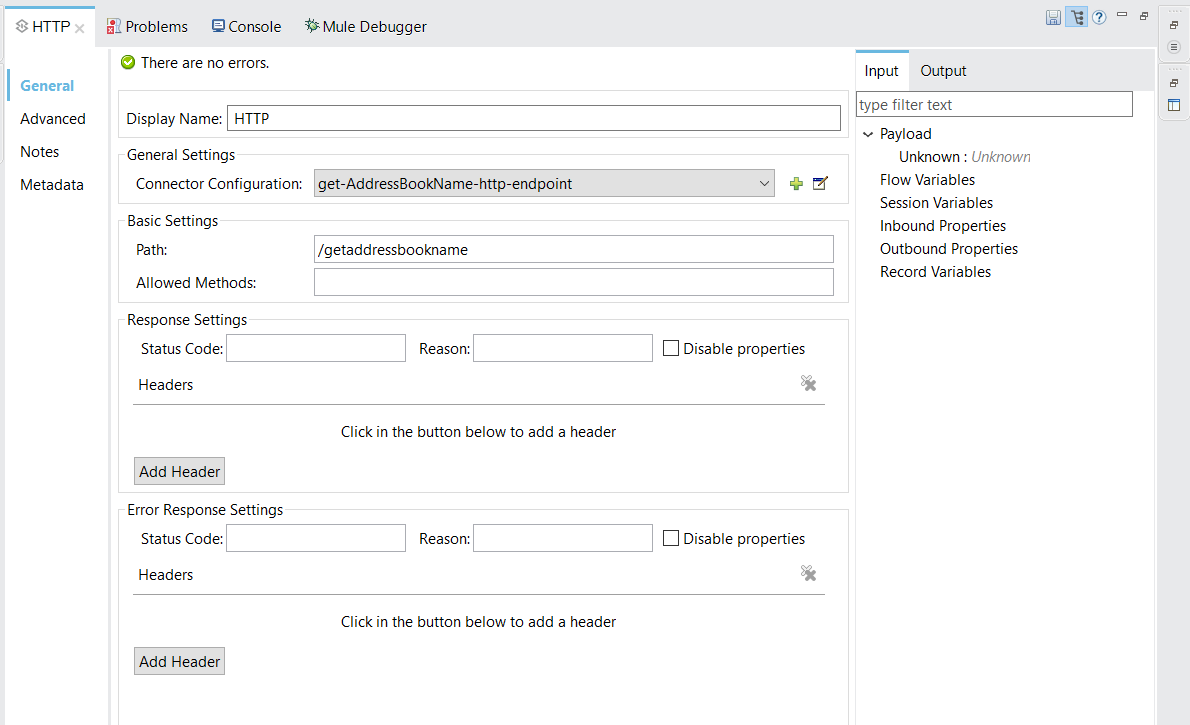 HTTP Problems Console Mule Debugger
General
Advanced
Notes
Metadata
There are no errors.
Display Name: HTTP
General Settings
Connector Configuration: get-AddressBookName-http-endpoint
Basic Settings
Path: /getaddressbookname
Allowed Methods:
Response Settings
Status Code: Reason: Disable properties
Headers
Click in the button below to add a header
Add Header
Error Response Settings
Status Code: Reason: Disable properties
Headers
Click in the button below to add a header
Add Header
Input Output
type filter text
Payload
Unknown : Unknown
Flow Variables
Session Variables
Inbound Properties
Outbound Properties
Record Variables